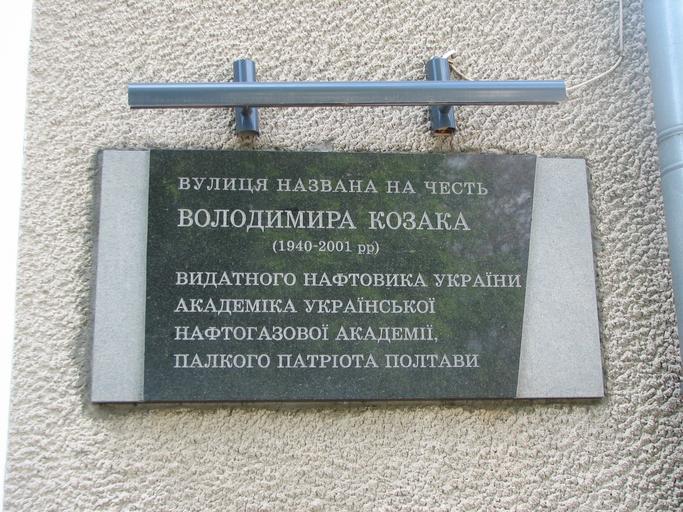 ВУЛИЦЯ НАЗВАНА НА ЧЕСТЬ
ВОЛОДИМИРА КОЗАКА
(1940-2001 рр)
ВИДАТНОГО НАФТОВИКА УКРАЇНИ
АКАДЕМІКА УКРАЇНСЬКОЇ
НАФТОГАЗОВОЇ АКАДЕМІЇ,
ПАЛКОГО ПАТРІОТА ПОЛТАВИ